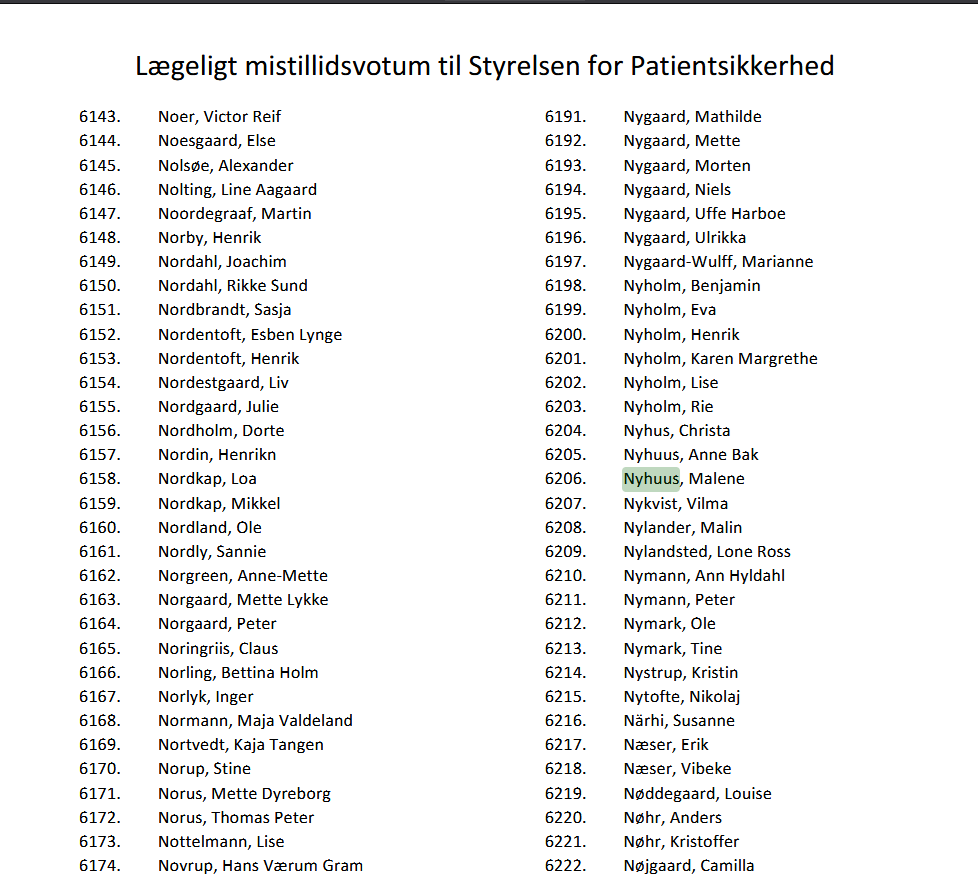 Lægeligt mistillidsvotum til Styrelsen for Patientsikkerhed
6143. Noer, Victor Reif
6144. Noesgaard, Else
6145. Nolsøe, Alexander
6146. Nolting, Line Aagaard
6147. Noordegraaf, Martin
6148. Norby, Henrik
6149. Nordahl, Joachim
6150. Nordahl, Rikke Sund
6151. Nordbrandt, Sasja
6152. Nordentoft, Esben Lynge
6153. Nordentoft, Henrik
6154. Nordestgaard, Liv
6155. Nordgaard, Julie
6156. Nordholm, Dorte
6157. Nordin, Henrikn
6158. Nordkap, Loa
6159. Nordkap, Mikkel
6160. Nordland, Ole
6161. Nordly, Sannie
6162. Norgreen, Anne-Mette
6163. Norgaard, Mette Lykke
6164. Norgaard, Peter
6165. Noringriis, Claus
6166. Norling, Bettina Holm
6167. Norlyk, Inger
6168. Normann, Maja Valdeland
6169. Nortvedt, Kaja Tangen
6170. Norup, Stine
6171. Norus, Mette Dyreborg
6172. Norus, Thomas Peter
6173. Nottelmann, Lise
6174. Novrup, Hans Værum Gram
6191. Nygaard, Mathilde
6192. Nygaard, Mette
6193. Nygaard, Morten
6194. Nygaard, Niels
6195. Nygaard, Uffe Harboe
6196. Nygaard, Ulrikka
6197. Nygaard-Wulff, Marianne
6198. Nyholm, Benjamin
6199. Nyholm, Eva
6200. Nyholm, Henrik
6201. Nyholm, Karen Margrethe
6202. Nyholm, Lise
6203. Nyholm, Rie
6204. Nyhus, Christa
6205. Nyhuus, Anne Bak
6206. Nyhuus, Malene
6207. Nykvist, Vilma
6208. Nylander, Malin
6209. Nylandsted, Lone Ross
6210. Nymann, Ann Hyldahl
6211. Nymann, Peter
6212. Nymark, Ole
6213. Nymark, Tine
6214. Nystrup, Kristin
6215. Nytofte, Nikolaj
6216. Närhi, Susanne
6217. Næser, Erik
6218. Næser, Vibeke
6219. Nøddegaard, Louise
6220. Nøhr, Anders
6221. Nøhr, Kristoffer
6222. Nøjgaard, Camilla